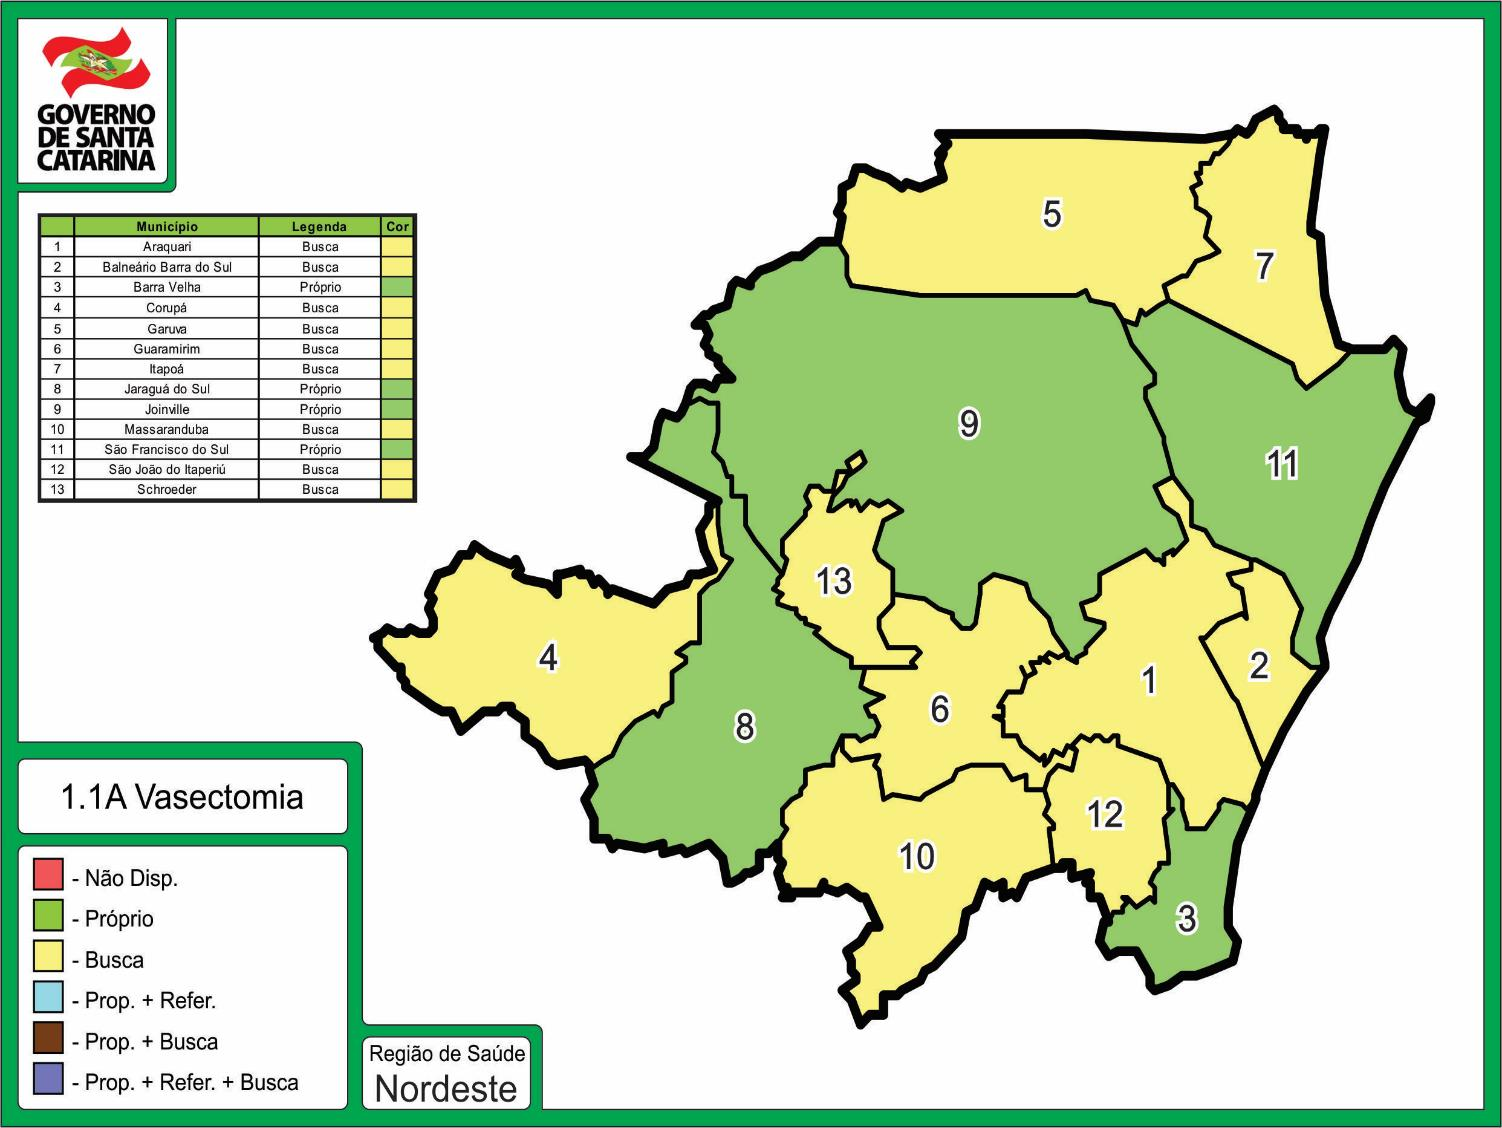 GOVERNO
DE SANTA
CATARINA
Município Legenda Cor
1 Araquari Busca
2 Balneário Barra do Sul Busca
3 Barra Velha Próprio
4 Corupá Busca
5 Garuva Busca
6 Guaramirim Busca
7 Itapoá Busca
8 Jaraguá do Sul Próprio
9 Joinville Próprio
10 Massaranduba Busca
11 São Francisco do Sul Próprio
12 São João do Itaperiú Busca
13 Schroeder Busca
5
7
9
11
13
4
2
1
6
8
12
10
3
1.1A Vasectomia
- Não Disp.
- Próprio
- Busca
- Prop. + Refer.
- Prop. + Busca
- Prop. + Refer. + Busca
Região de Saúde
Nordeste